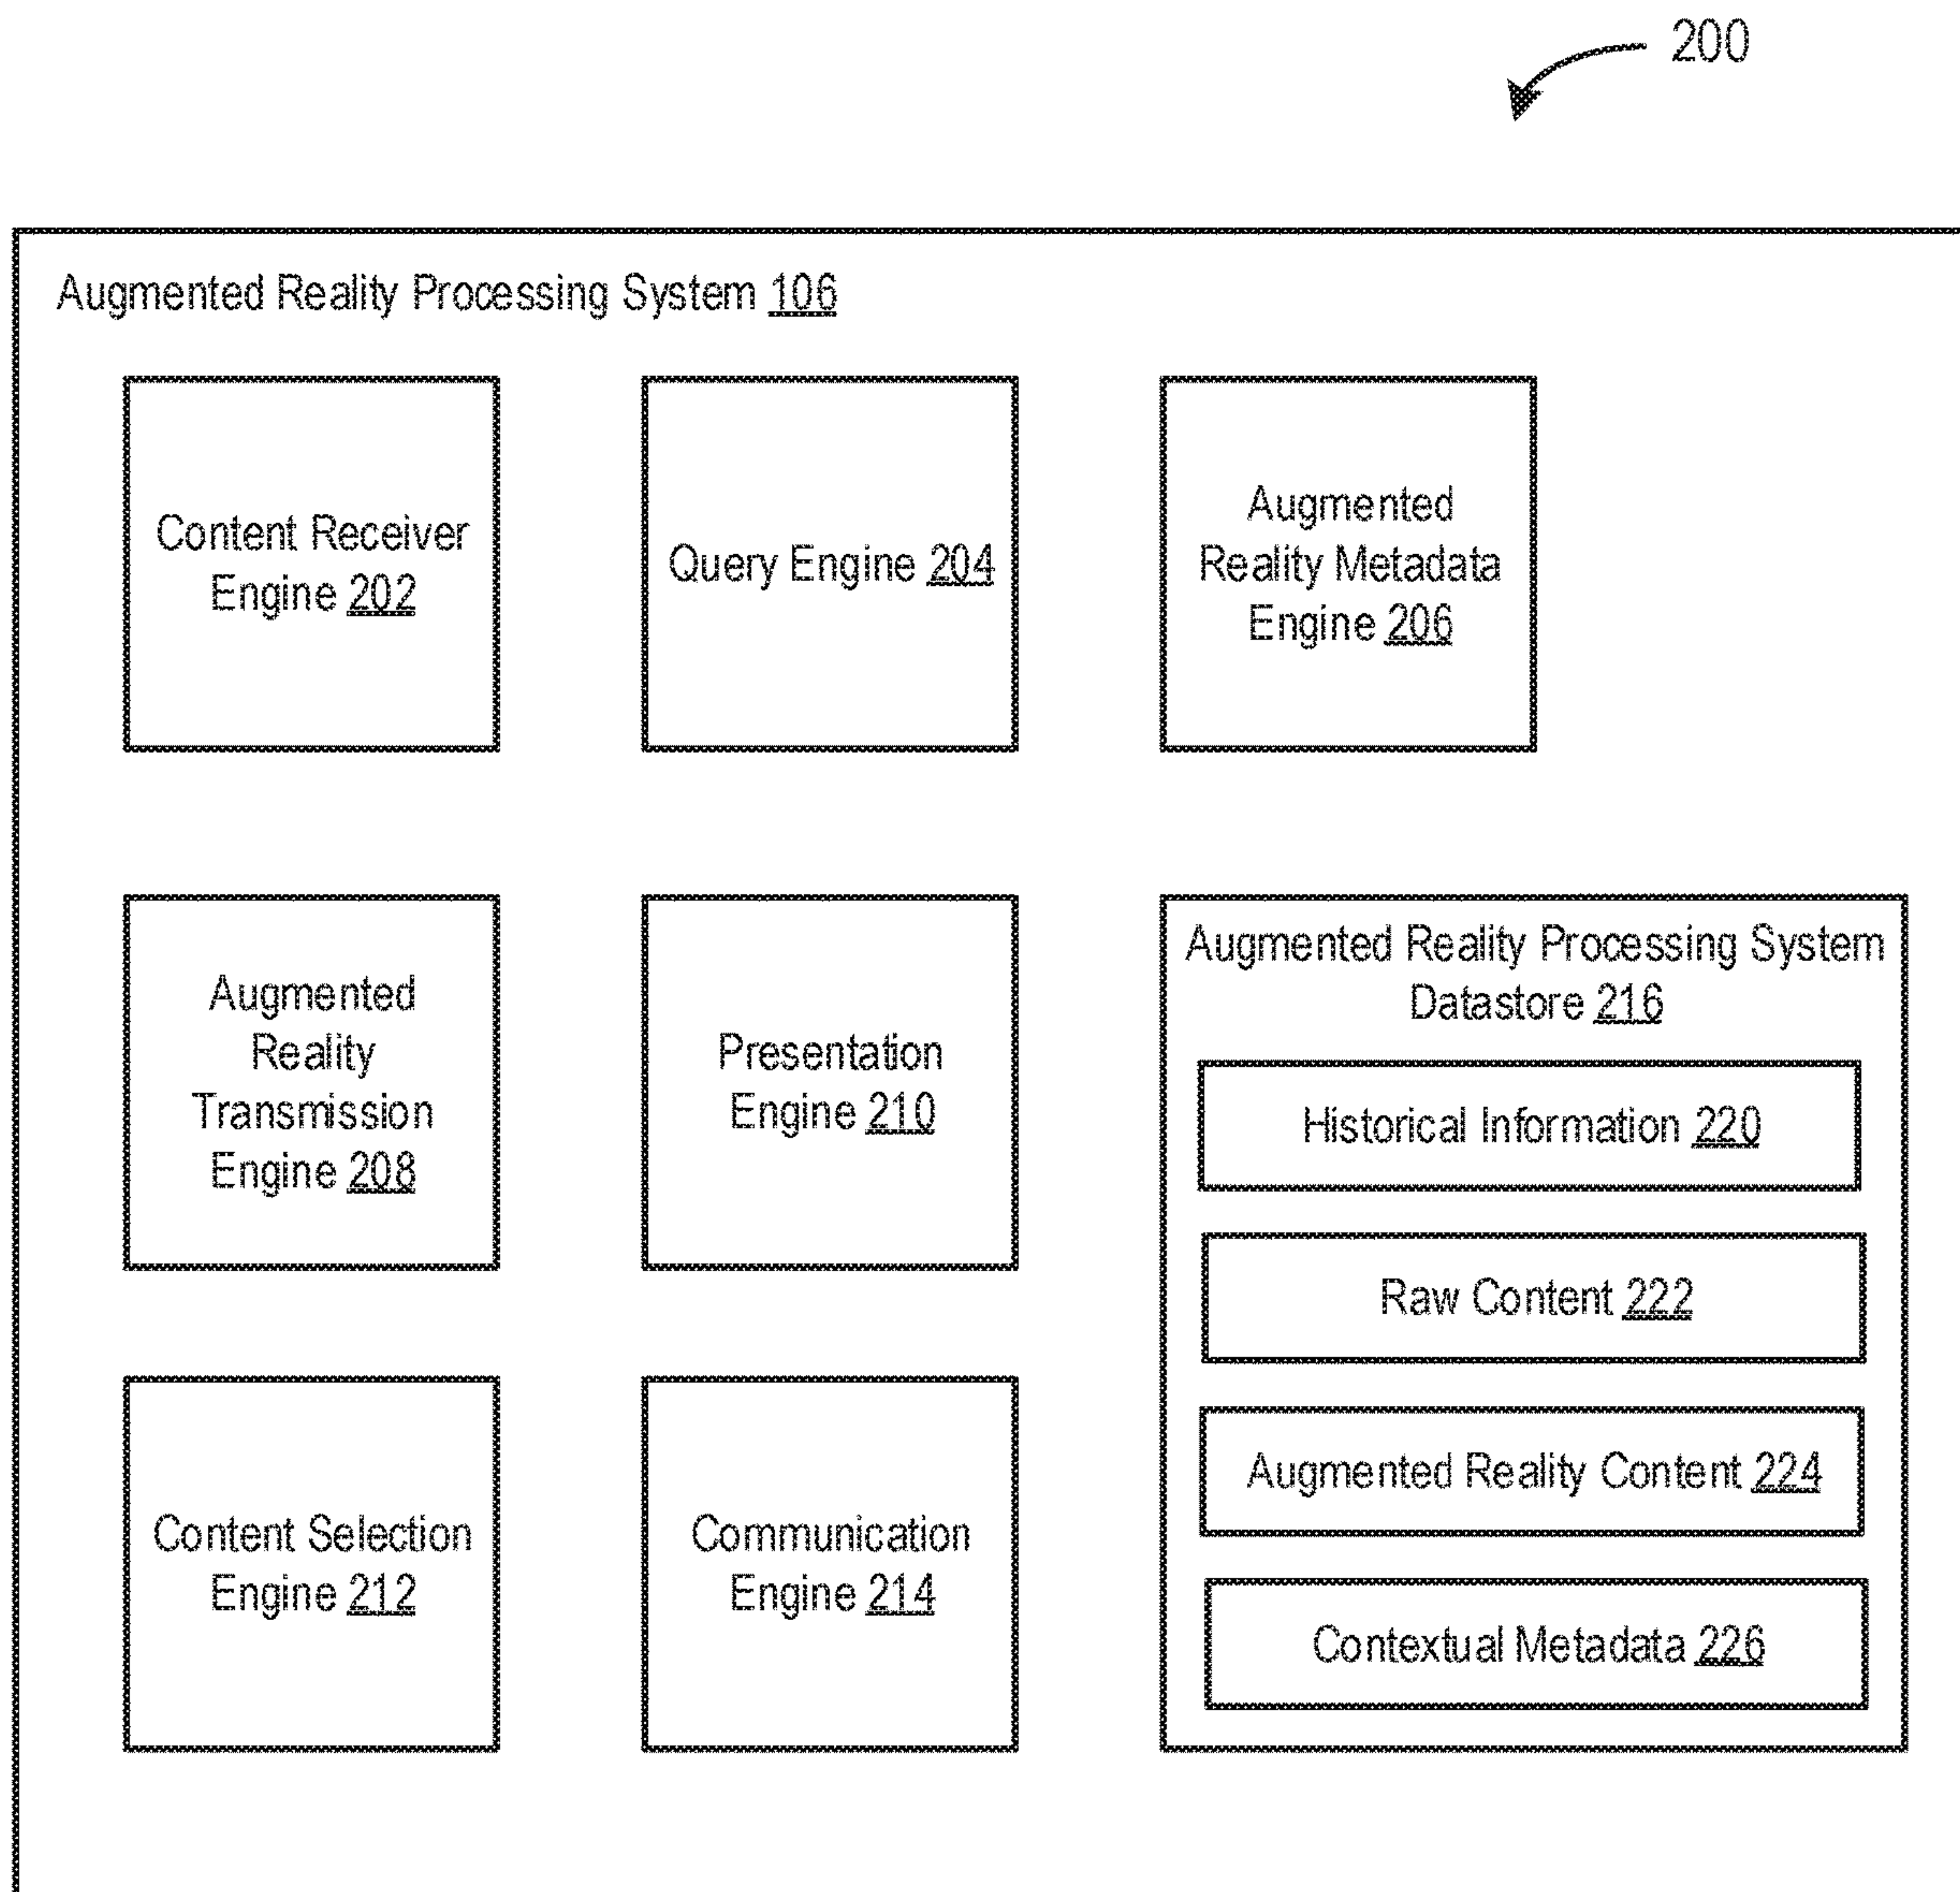 200
Augmented Reality Processing System 106
Content Receiver
Engine 202
Query Engine 204
Augmented
Reality Metadata
Engine 206
Augmented
Reality
Transmission
Engine 208
Presentation
Engine 210
Augmented Reality Processing System
Datastore 216
Historical Information 220
Raw Content 222
Augmented Reality Content 224
Contextual Metadata 226
Content Selection
Engine 212
Communication
Engine 214